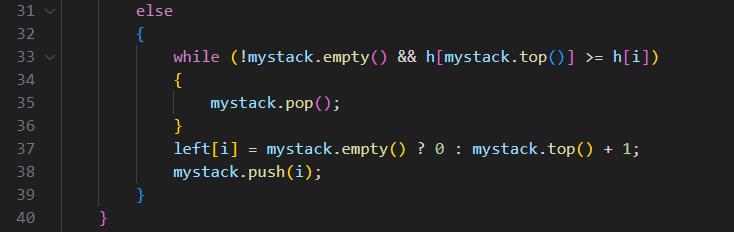 31 else
32 {
33 while (!mystack.empty() && h[mystack.top()] >= h[i])
34 {
35 mystack.pop();
36 }
37 left[i] = mystack.empty() ? 0 : mystack.top() + 1;
38 mystack.push(i);
39 }
40 }